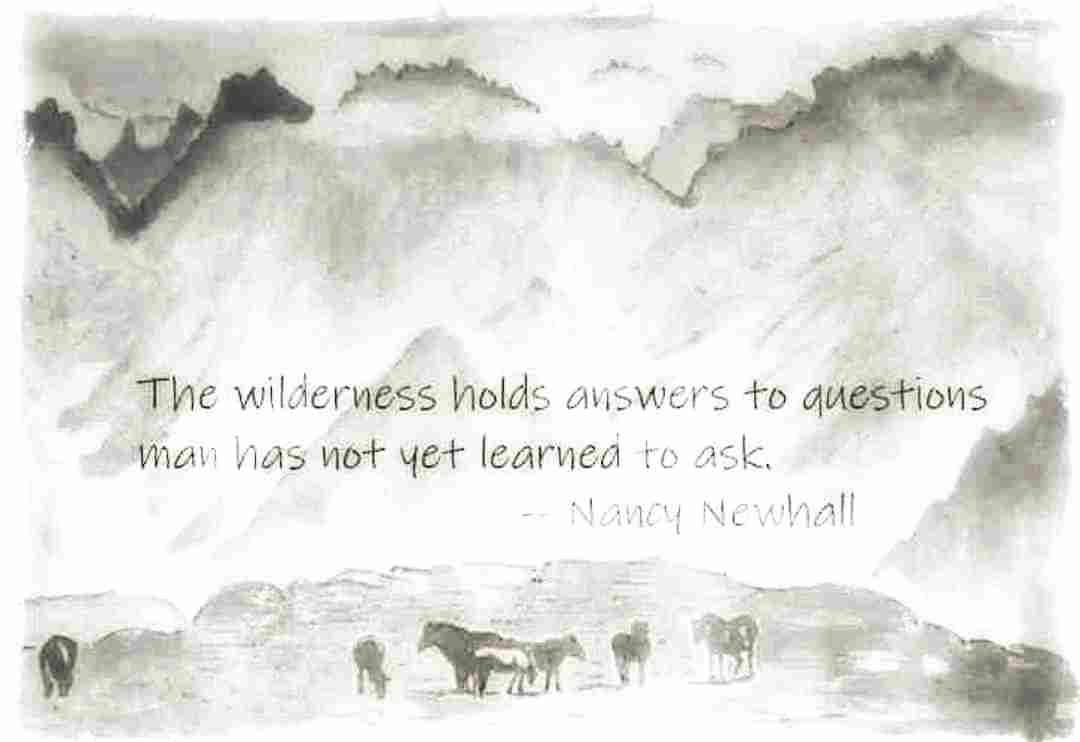 The wilderness holds answers to questions
man has not yet learned to ask.
-- Nancy Newhall